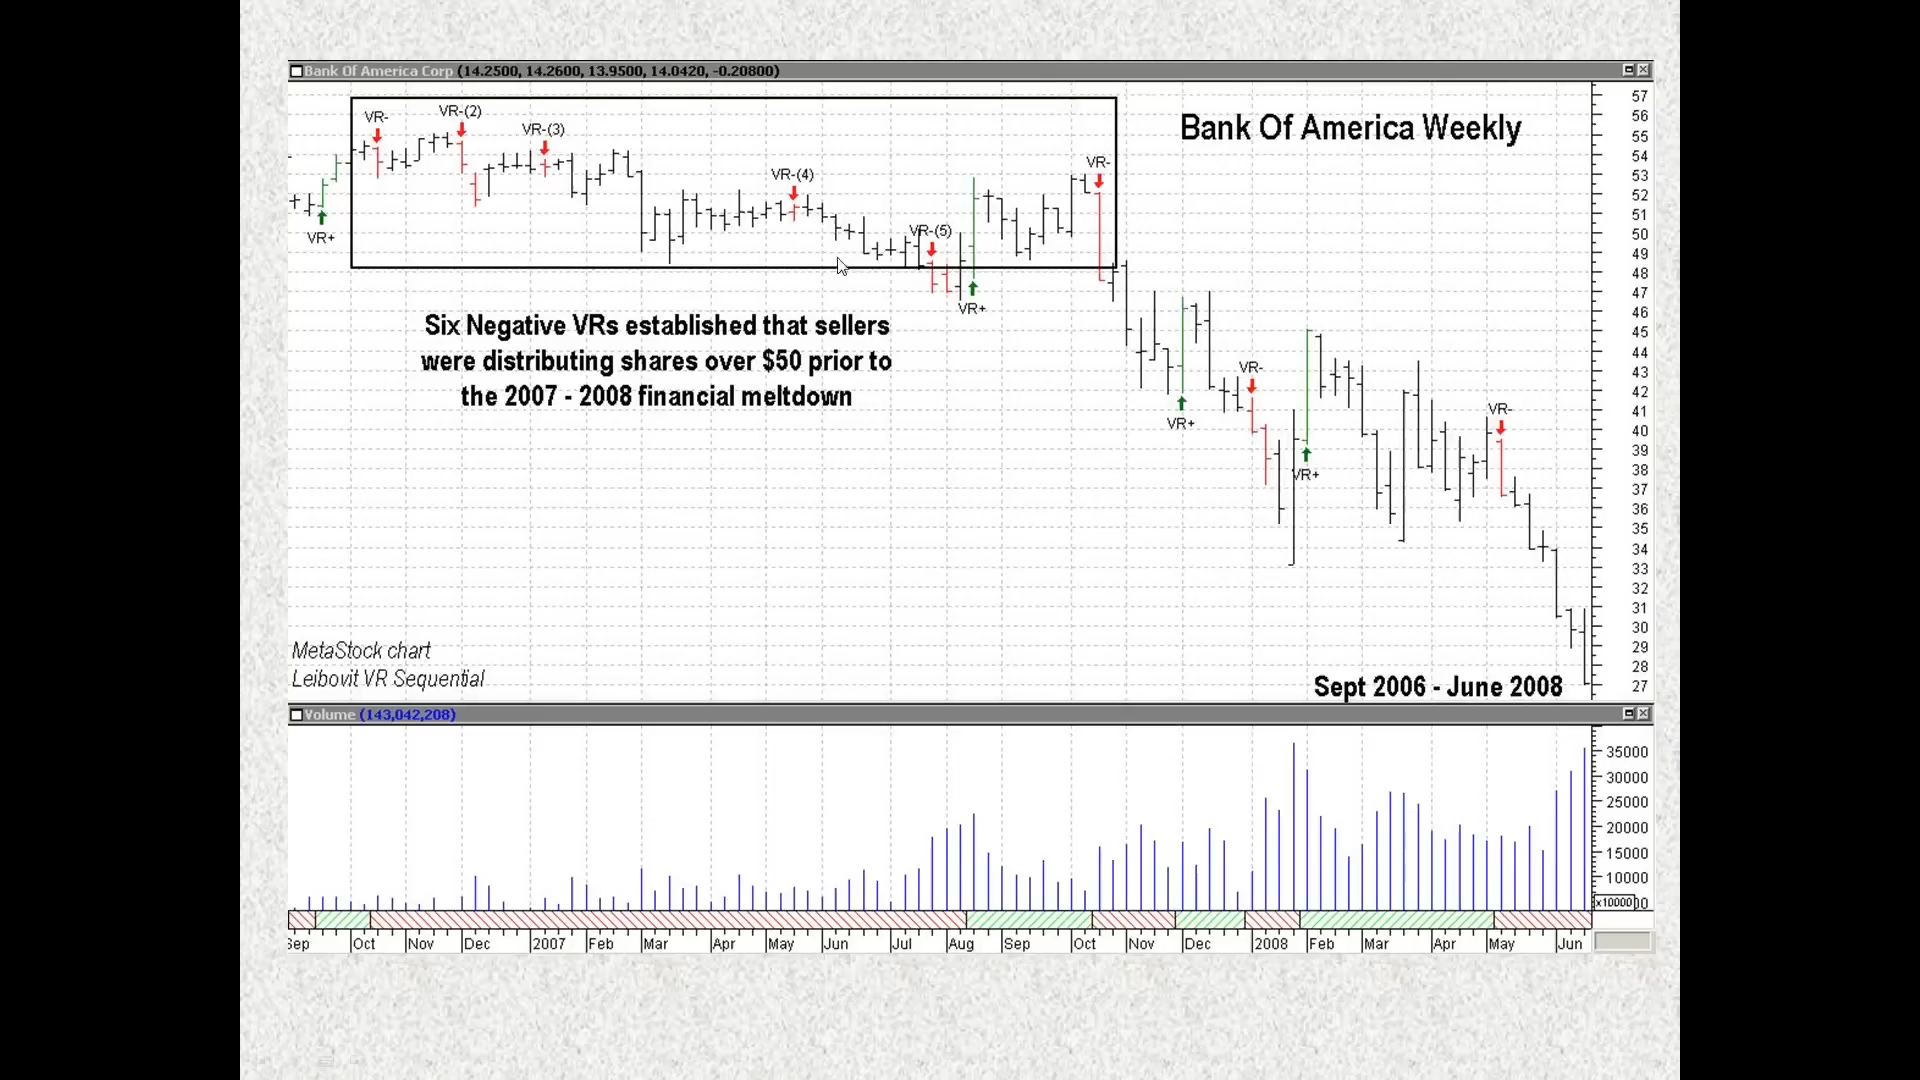 Bank Of America Corp (14.2500, 14.2600, 13.9500, 14.0420, -0.20800)
Bank Of America Weekly
VR-
VR-(2)
VR-(3)
VR-(4)
VR-(5)
VR-
VR+
VR+
VR-
VR+
VR+
VR-
Six Negative VRs established that sellers
were distributing shares over $50 prior to
the 2007 - 2008 financial meltdown
57
56
55
54
53
52
51
50
49
48
47
46
45
44
43
42
41
40
39
38
37
36
35
34
33
32
31
30
29
28
27
MetaStock chart
Leibovit VR Sequential
Sept 2006 - June 2008
Volume (143,042,208)
35000
30000
25000
20000
15000
10000
x10000
Sep Oct Nov Dec 2007 Feb Mar Apr May Jun Jul Aug Sep Oct Nov Dec 2008 Feb Mar Apr May Jun